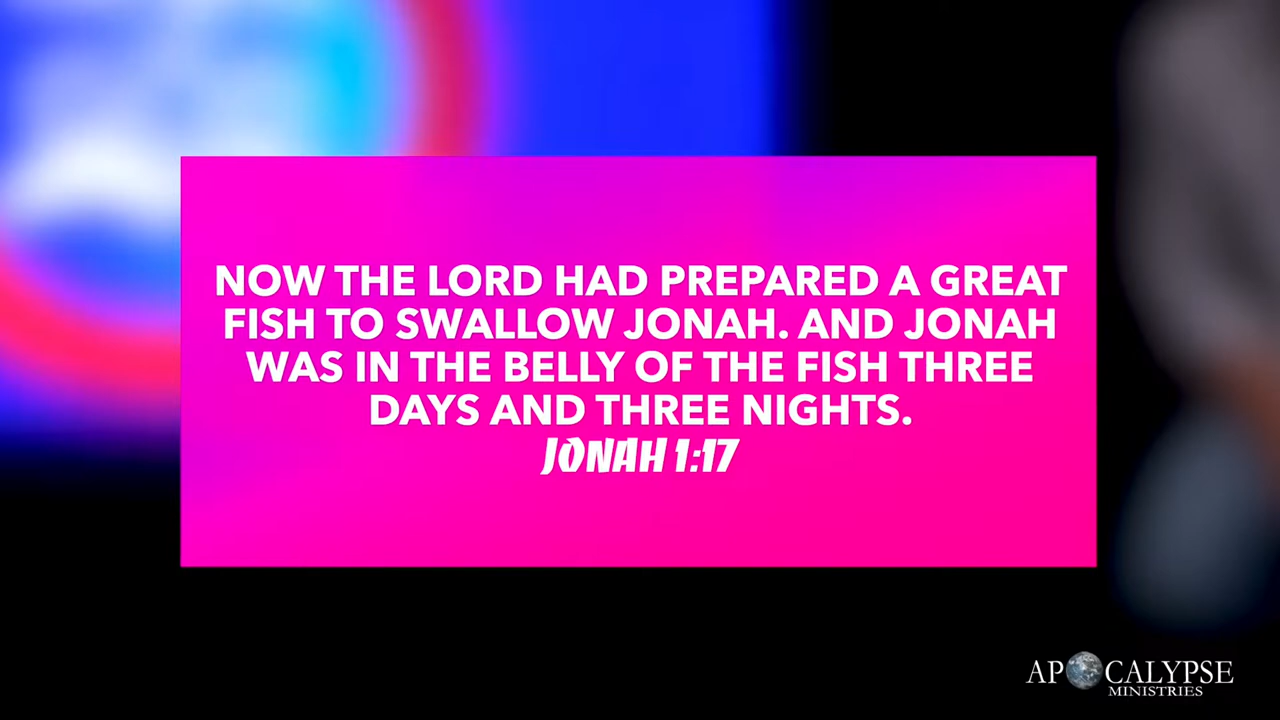 NOW THE LORD HAD PREPARED A GREAT
FISH TO SWALLOW JONAH. AND JONAH
WAS IN THE BELLY OF THE FISH THREE
DAYS AND THREE NIGHTS.
JONAH 1:17
APOCALYPSE
MINISTRIES